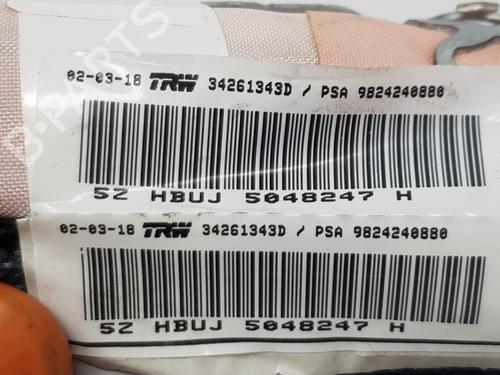 02-03-18 TRW 34261343D / PSA 9824240880
5Z HBUJ 5048247 H
02-03-18 TRW 34261343D / PSA 9824240880
5Z HBUJ 5048247 H
B-PARTS